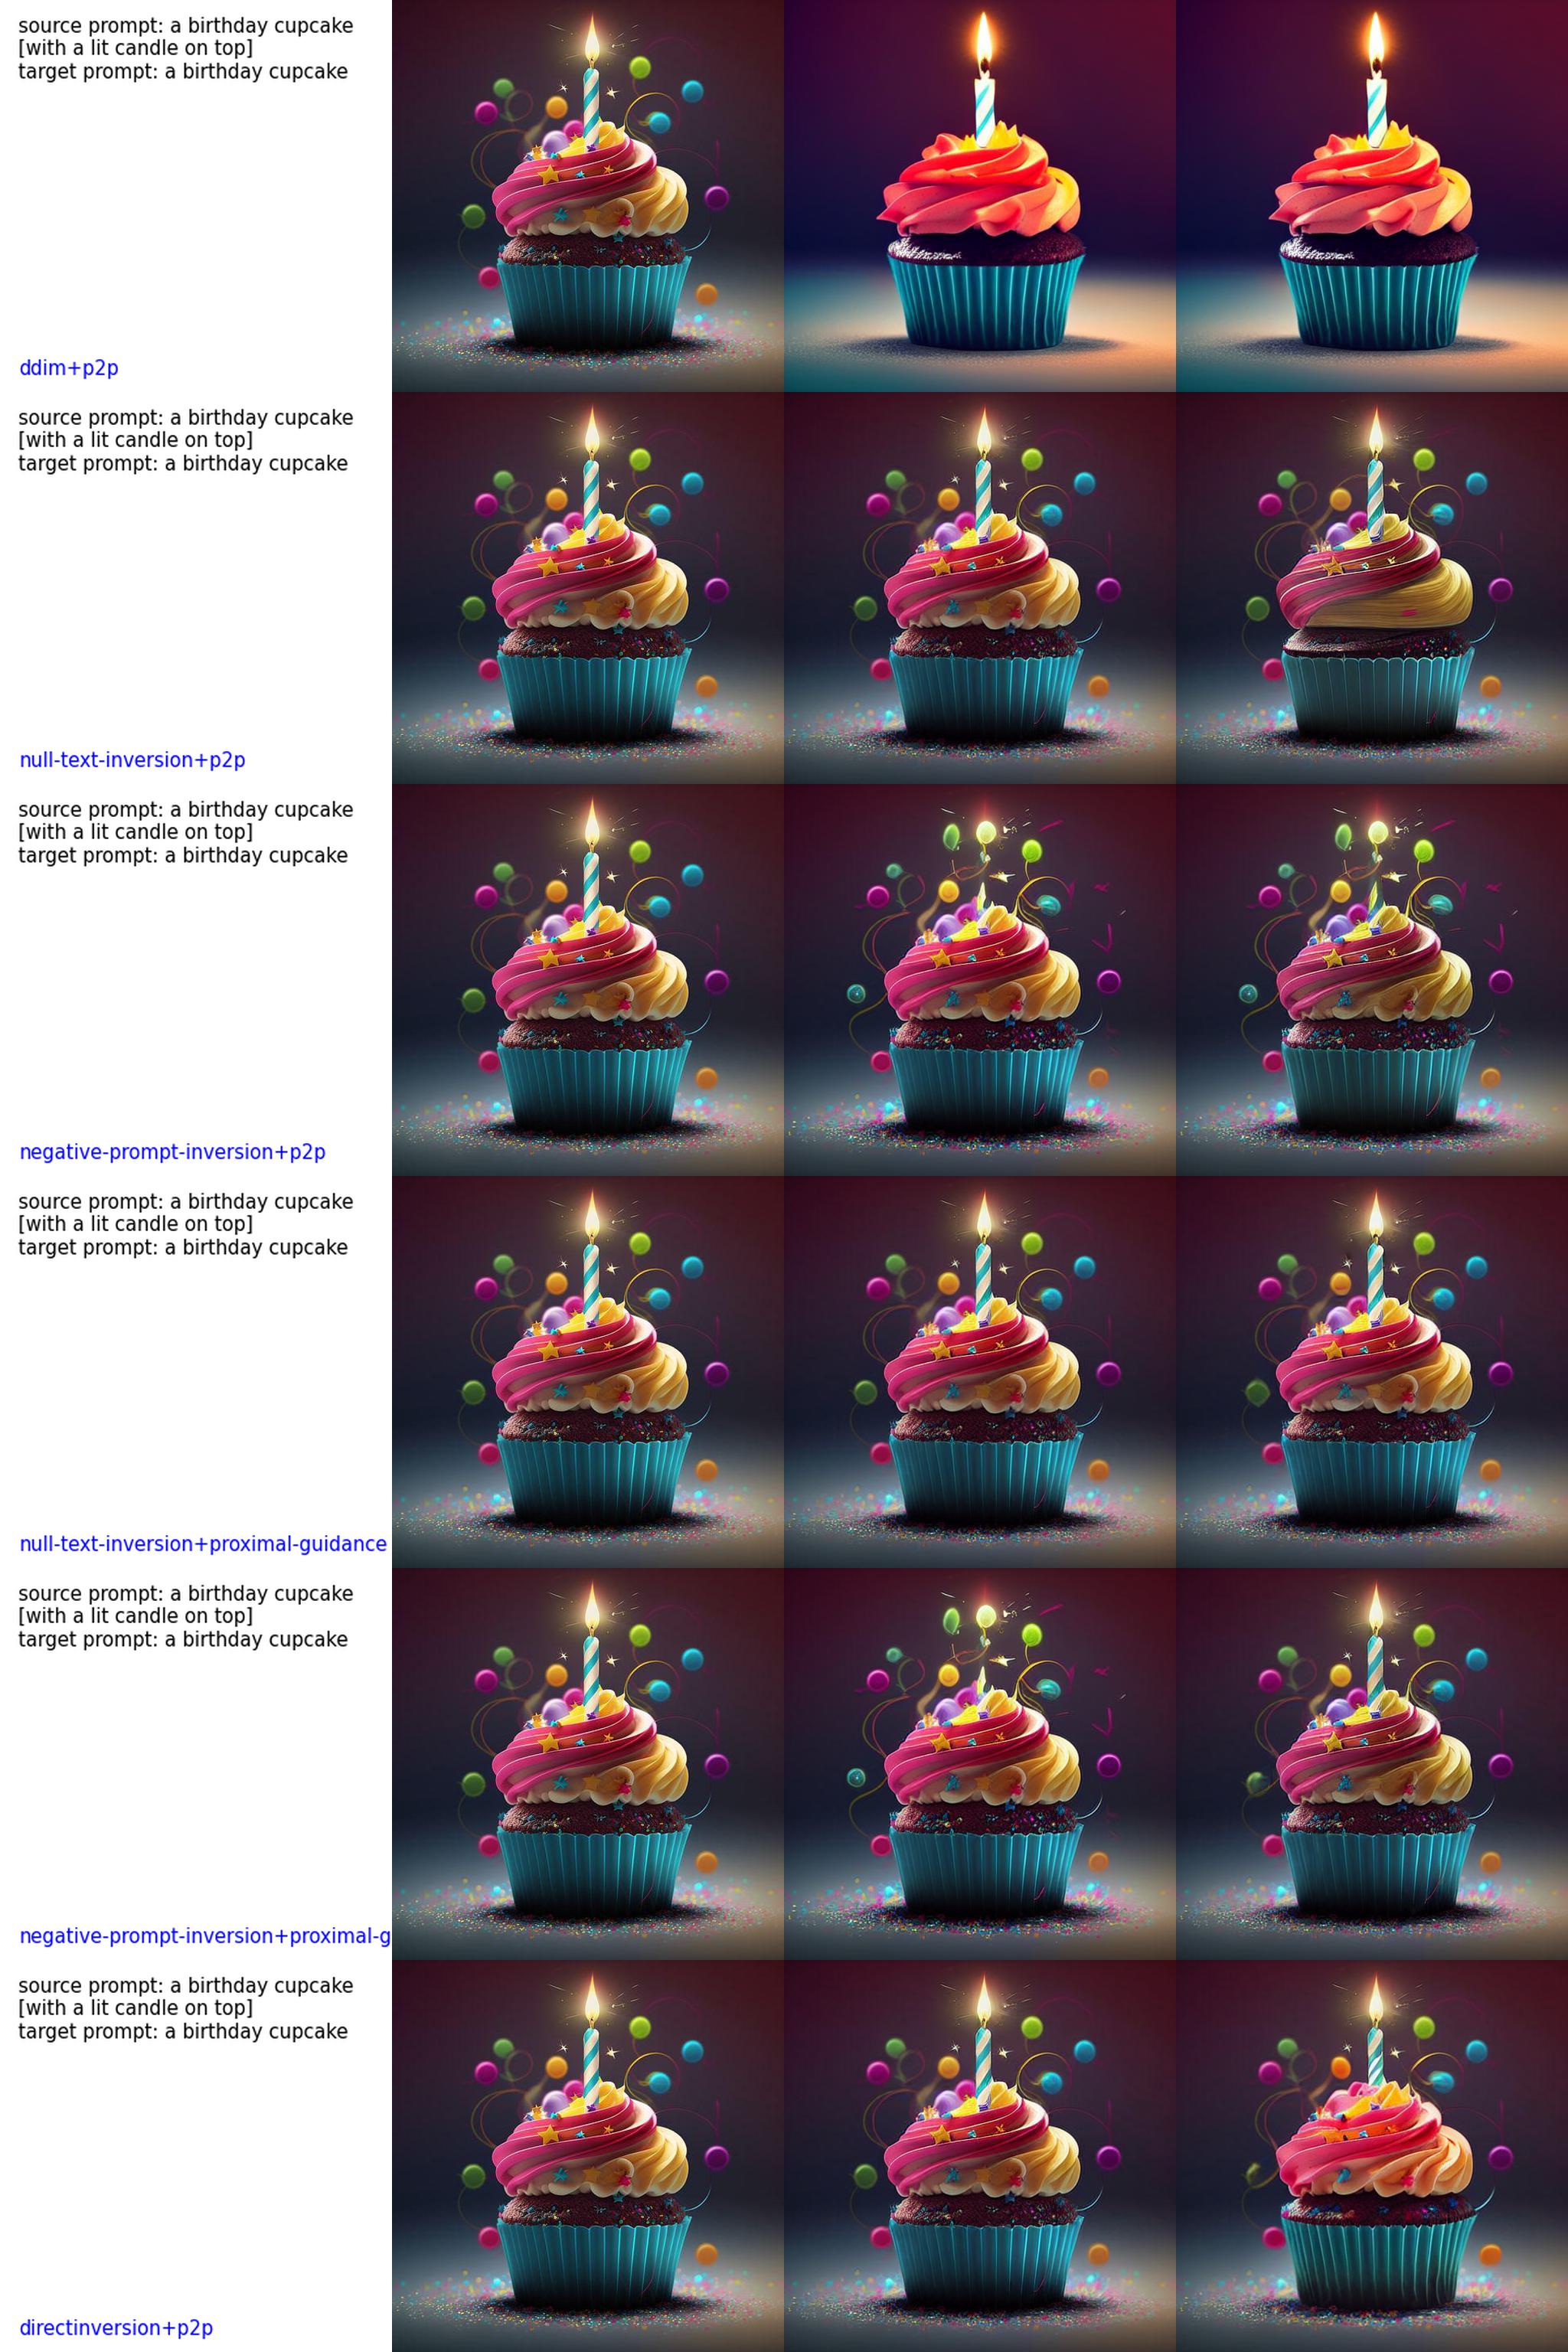 source prompt: a birthday cupcake
[with a lit candle on top]
target prompt: a birthday cupcake
ddim+p2p
source prompt: a birthday cupcake
[with a lit candle on top]
target prompt: a birthday cupcake
null-text-inversion+p2p
source prompt: a birthday cupcake
[with a lit candle on top]
target prompt: a birthday cupcake
negative-prompt-inversion+p2p
source prompt: a birthday cupcake
[with a lit candle on top]
target prompt: a birthday cupcake
null-text-inversion+proximal-guidance
source prompt: a birthday cupcake
[with a lit candle on top]
target prompt: a birthday cupcake
negative-prompt-inversion+proximal-g
source prompt: a birthday cupcake
[with a lit candle on top]
target prompt: a birthday cupcake
directinversion+p2p